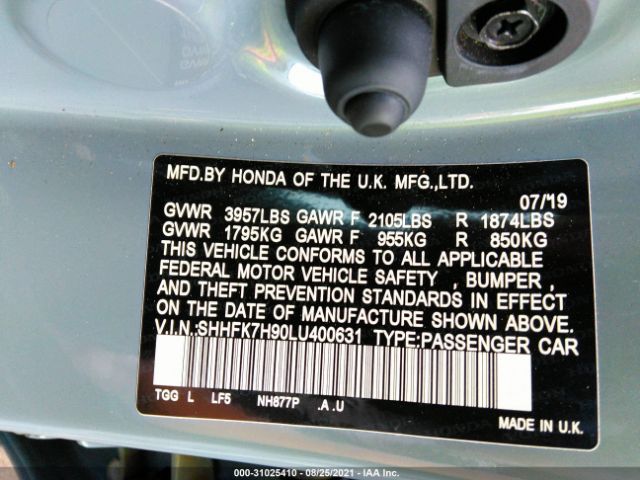 MFD.BY HONDA OF THE U.K. MFG.,LTD.
07/'19
GVWR 3957LBS GAWR F 2105LBS R 1874LBS
GVWR 1795KG GAWR F 955KG R 850KG
THIS VEHICLE CONFORMS TO ALL APPLICABLE
FEDERAL MOTOR VEHICLE SAFETY , BUMPER ,
AND THEFT PREVENTION STANDARDS IN EFFECT
ON THE DATE OF MANUFACTURE SHOWN ABOVE.
V.I.N.:SHHFK7H90LU400631 TYPE:PASSENGER CAR
TGG L LF5 NH877P .A .U
MADE IN U.K.
000-31025410 - 08/25/2021 - IAA Inc.